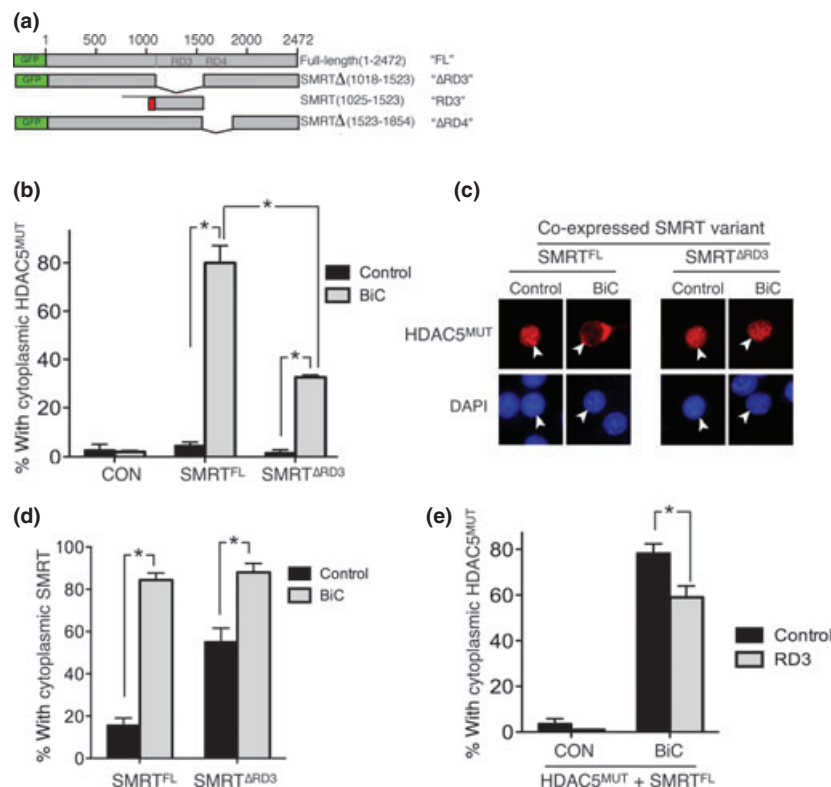 (a)
1 500 1000 1500 2000 2472
GFP RD3 RD4 Full-length(1-2472) "FL"
GFP SMRTΔ(1018-1523) "ΔRD3"
SMRT(1025-1523) "RD3"
GFP SMRTΔ(1523-1854) "ΔRD4"
(b)
% With cytoplasmic HDAC5MUT
80
60
40
20
0
* * *
Control
BiC
CON SMRTFL SMRTΔRD3
(c)
Co-expressed SMRT variant
SMRTFL SMRTΔRD3
Control BiC Control BiC
HDAC5MUT
DAPI
(d)
% With cytoplasmic SMRT
100
80
60
40
20
0
* *
Control
BiC
SMRTFL SMRTΔRD3
(e)
% With cytoplasmic HDAC5MUT
80
60
40
20
0
*
Control
RD3
CON BiC
HDAC5MUT + SMRTFL